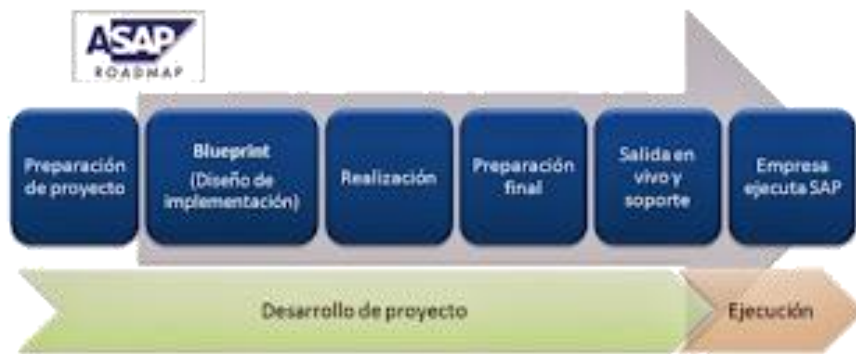 ASAP
ROADMAP
Preparación
de proyecto
Blueprint
(Diseño de
implementación)
Realización
Preparación
final
Salida en
vivo y
soporte
Empresa
ejecuta SAP
Desarrollo de proyecto
Ejecución